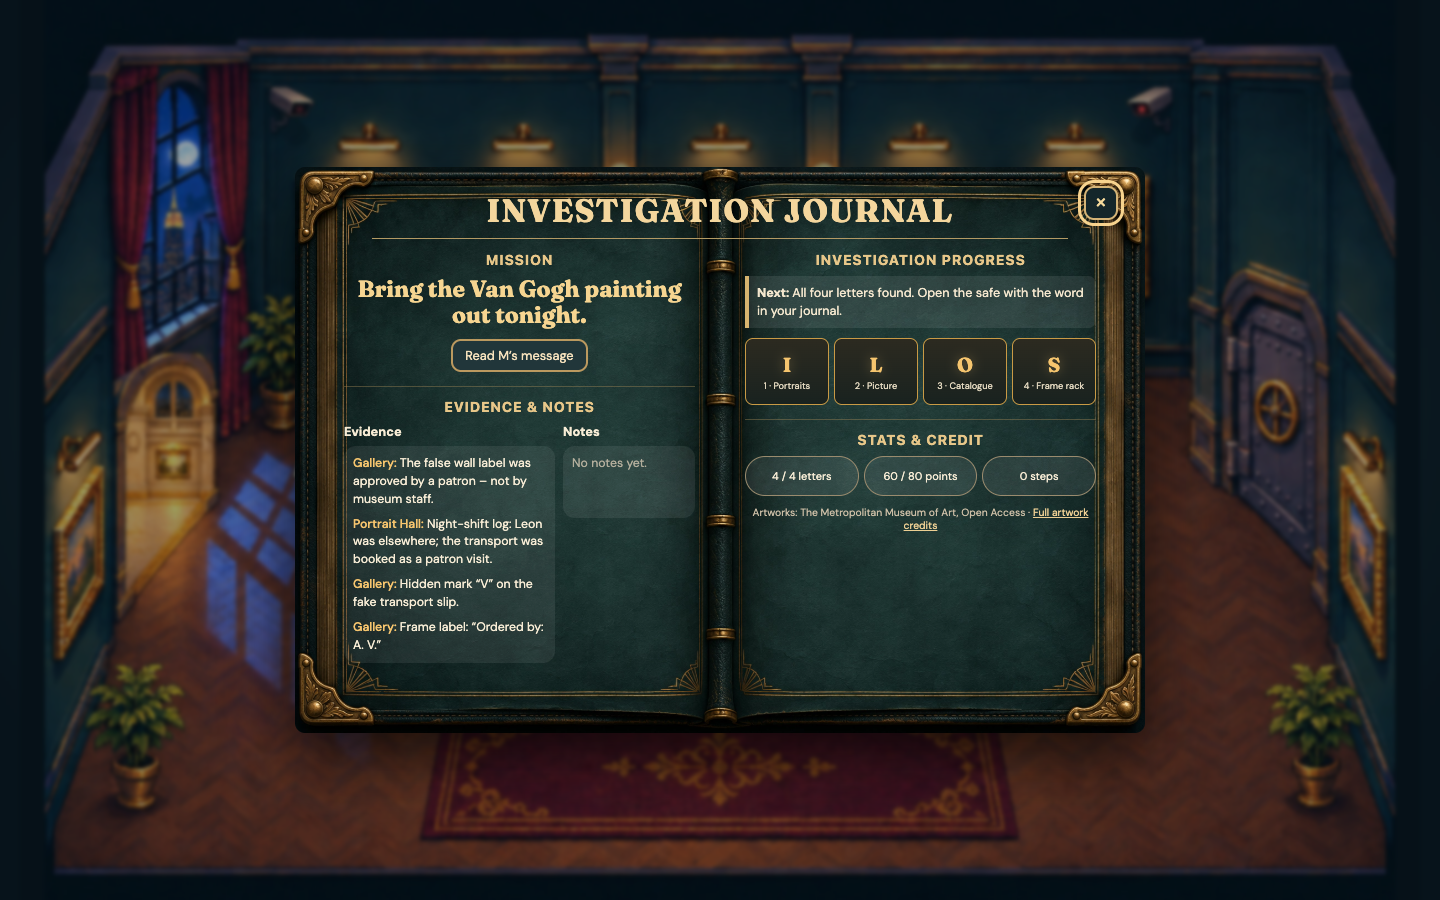 INVESTIGATION JOURNAL
×
MISSION
Bring the Van Gogh painting
out tonight.
Read M’s message
EVIDENCE & NOTES
Evidence
Gallery: The false wall label was
approved by a patron – not by
museum staff.
Portrait Hall: Night-shift log: Leon
was elsewhere; the transport was
booked as a patron visit.
Gallery: Hidden mark “V” on the
fake transport slip.
Gallery: Frame label: “Ordered by:
A. V.”
Notes
No notes yet.
INVESTIGATION PROGRESS
Next: All four letters found. Open the safe with the word
in your journal.
I
1 · Portraits
L
2 · Picture
O
3 · Catalogue
S
4 · Frame rack
STATS & CREDIT
4 / 4 letters
60 / 80 points
0 steps
Artworks: The Metropolitan Museum of Art, Open Access · Full artwork
credits